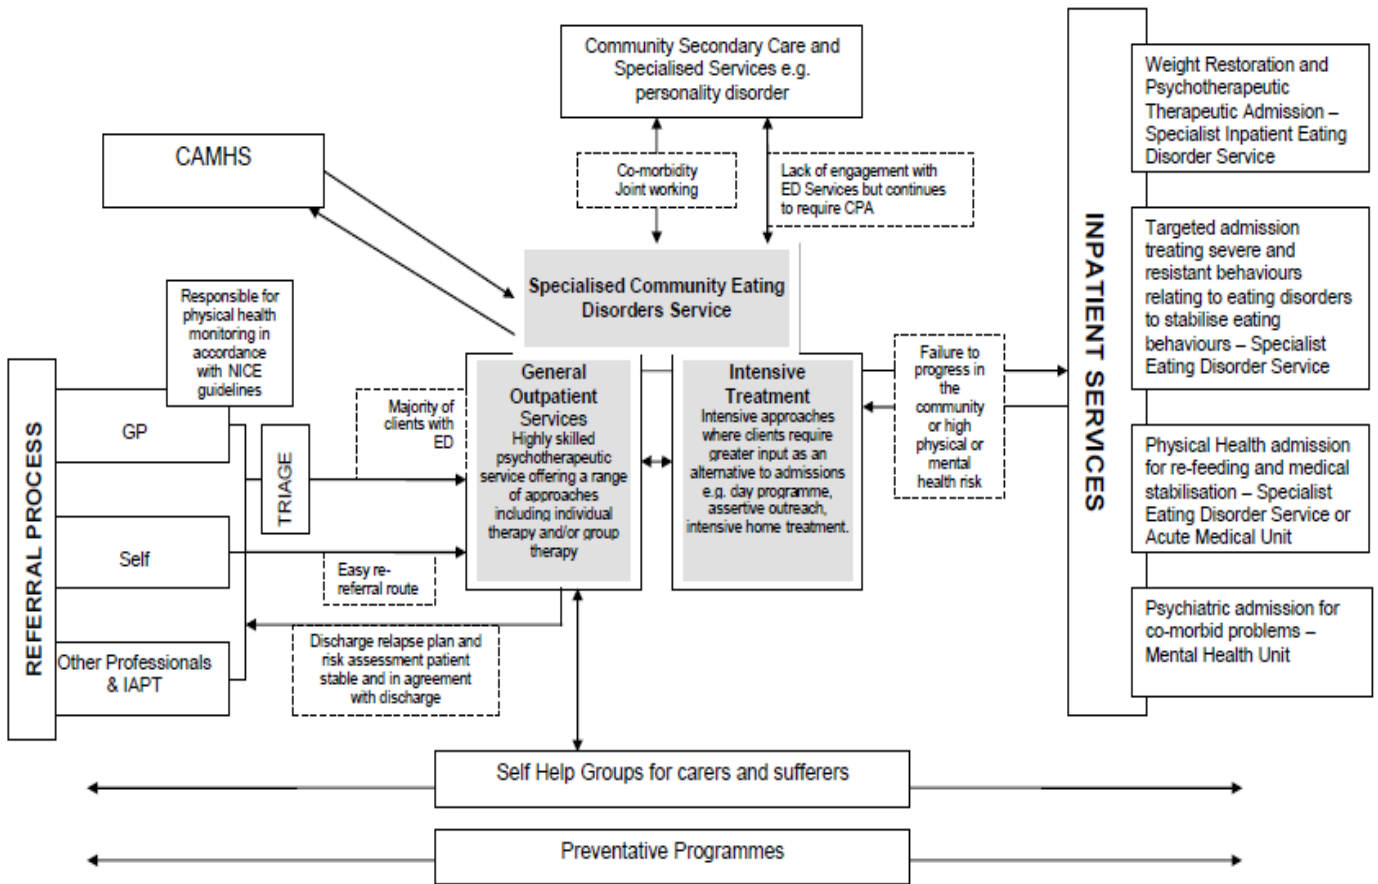 Community Secondary Care and
Specialised Services e.g.
personality disorder
CAMHS
Co-morbidity
Joint working
Lack of engagement with
ED Services but continues
to require CPA
Specialised Community Eating
Disorders Service
REFERRAL PROCESS
Responsible for
physical health
monitoring in
accordance
with NICE
guidelines
GP
Self
Other Professionals
& IAPT
TRIAGE
Majority of
clients with
ED
Easy re-
referral route
Discharge relapse plan and
risk assessment patient
stable and in agreement
with discharge
General
Outpatient
Services
Highly skilled
psychotherapeutic
service offering a range
of approaches
including individual
therapy and/or group
therapy
Intensive
Treatment
Intensive approaches
where clients require
greater input as an
alternative to admissions
e.g. day programme,
assertive outreach,
intensive home treatment.
Failure to
progress in
the
community
or high
physical or
mental
health risk
INPATIENT SERVICES
Weight Restoration and
Psychotherapeutic
Therapeutic Admission –
Specialist Inpatient Eating
Disorder Service
Targeted admission
treating severe and
resistant behaviours
relating to eating disorders
to stabilise eating
behaviours – Specialist
Eating Disorder Service
Physical Health admission
for re-feeding and medical
stabilisation – Specialist
Eating Disorder Service or
Acute Medical Unit
Psychiatric admission for
co-morbid problems –
Mental Health Unit
Self Help Groups for carers and sufferers
Preventative Programmes